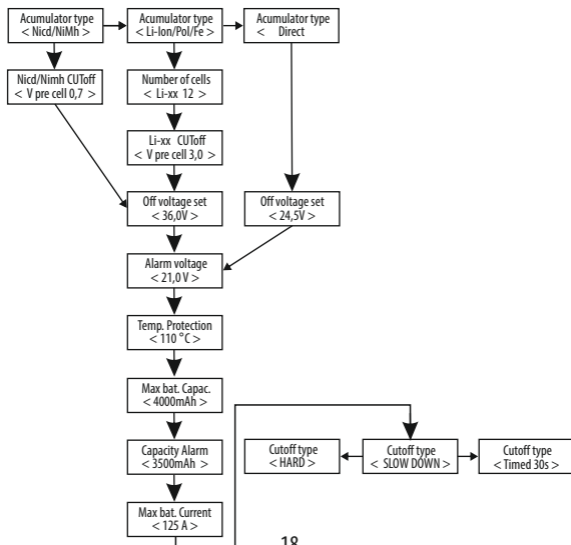 Acumulator type
< Nicd/NiMh >
Acumulator type
< Li-Ion/Pol/Fe >
Acumulator type
< Direct
Nicd/Nimh CUToff
< V pre cell 0,7 >
Number of cells
< Li-xx 12 >
Li-xx CUToff
< V pre cell 3,0 >
Off voltage set
< 36,0V >
Off voltage set
< 24,5V >
Alarm voltage
< 21,0 V >
Temp. Protection
< 110 °C >
Max bat. Capac.
< 4000mAh >
Capacity Alarm
< 3500mAh >
Cutoff type
< HARD >
Cutoff type
< SLOW DOWN >
Cutoff type
< Timed 30s >
Max bat. Current
< 125 A >
18